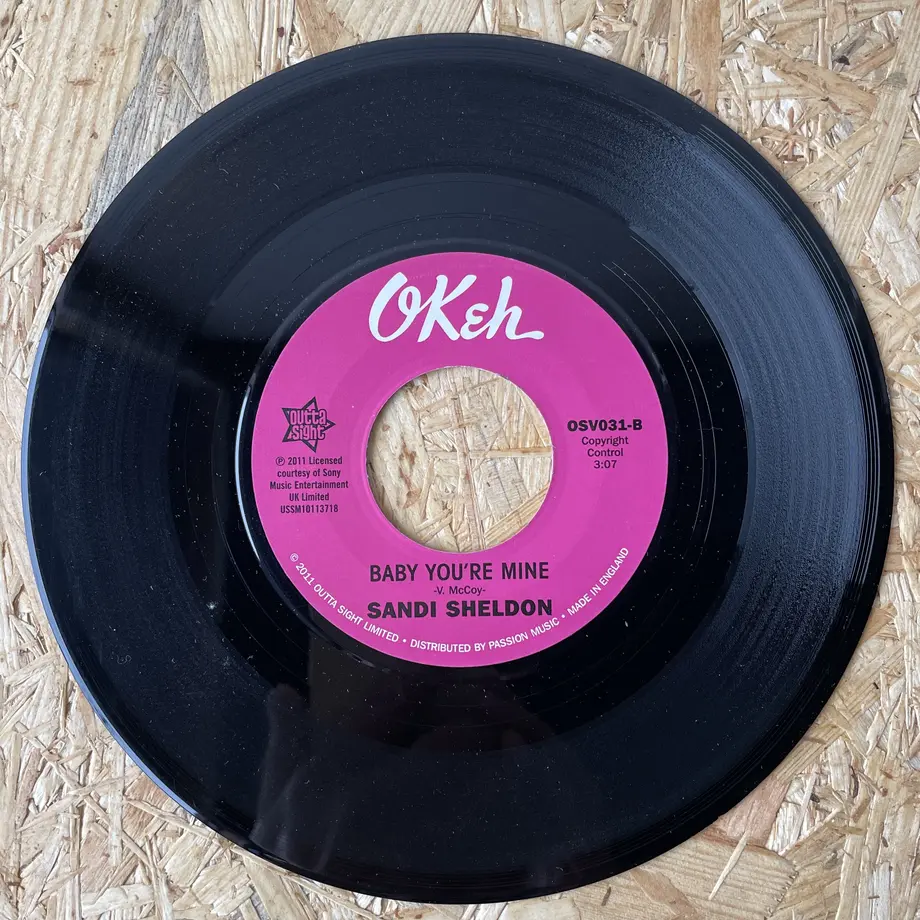 OKeh
outta
sight
℗ 2011 Licensed
courtesy of Sony
Music Entertainment
UK Limited
USSM10113718
OSV031-B
Copyright
Control
3:07
BABY YOU'RE MINE
-V. McCoy-
SANDI SHELDON
© 2011 OUTTA SIGHT LIMITED • DISTRIBUTED BY PASSION MUSIC • MADE IN ENGLAND